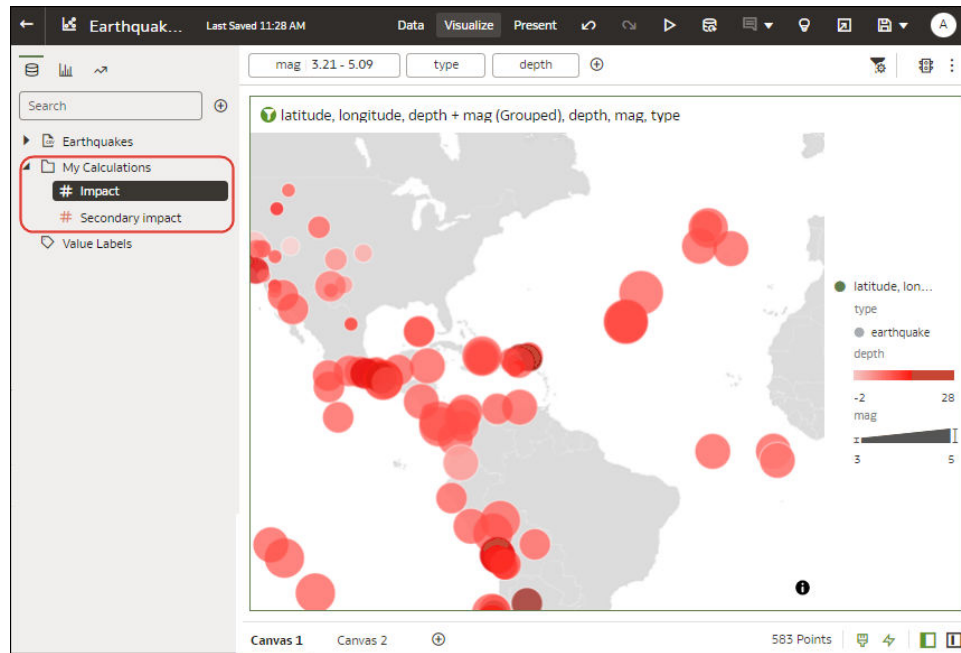 Earthquak... Last Saved 11:28 AM Data Visualize Present A
mag 3.21 - 5.09 type depth
Search
Earthquakes
My Calculations
# Impact
# Secondary impact
Value Labels
latitude, longitude, depth + mag (Grouped), depth, mag, type
latitude, lon...
type
earthquake
depth
-2 28
mag
3 5
Canvas 1 Canvas 2 583 Points